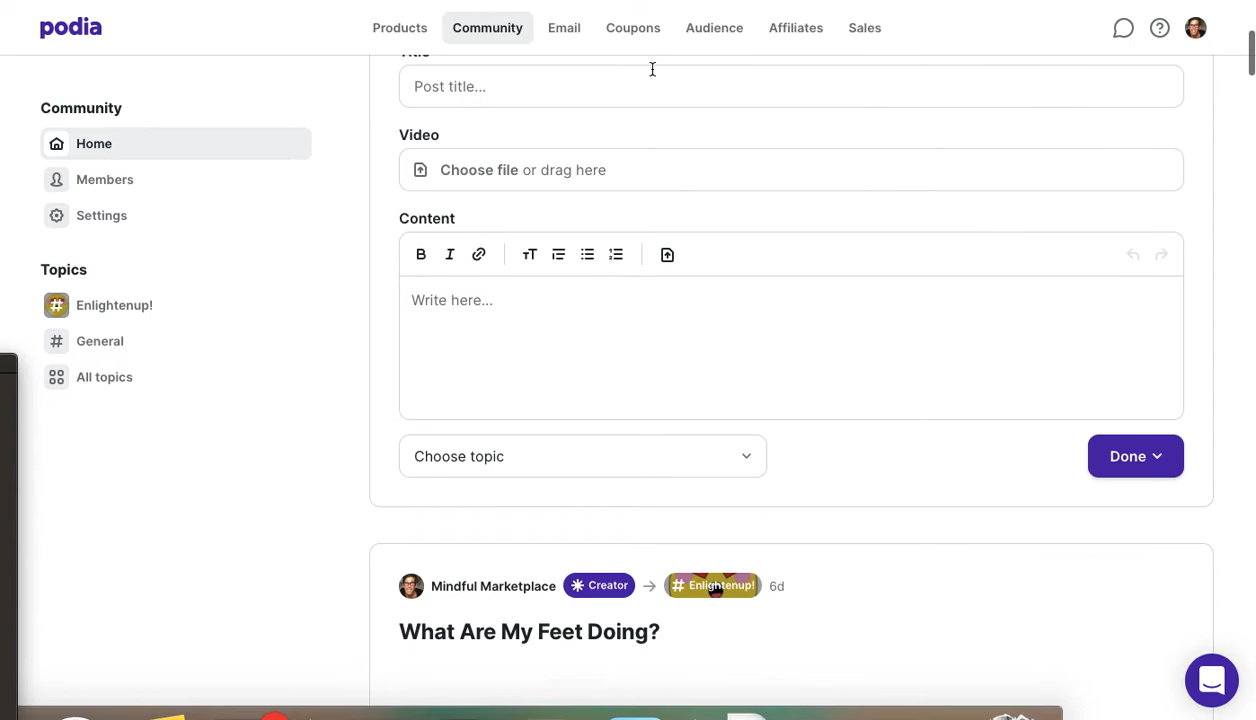 podia
Products
Community
Email
Coupons
Audience
Affiliates
Sales
Community
Home
Members
Settings
Topics
Enlightenup!
General
All topics
Title
Post title...
Video
Choose file or drag here
Content
Write here...
Choose topic
Done
Mindful Marketplace
Creator
Enlightenup!
6d
What Are My Feet Doing?